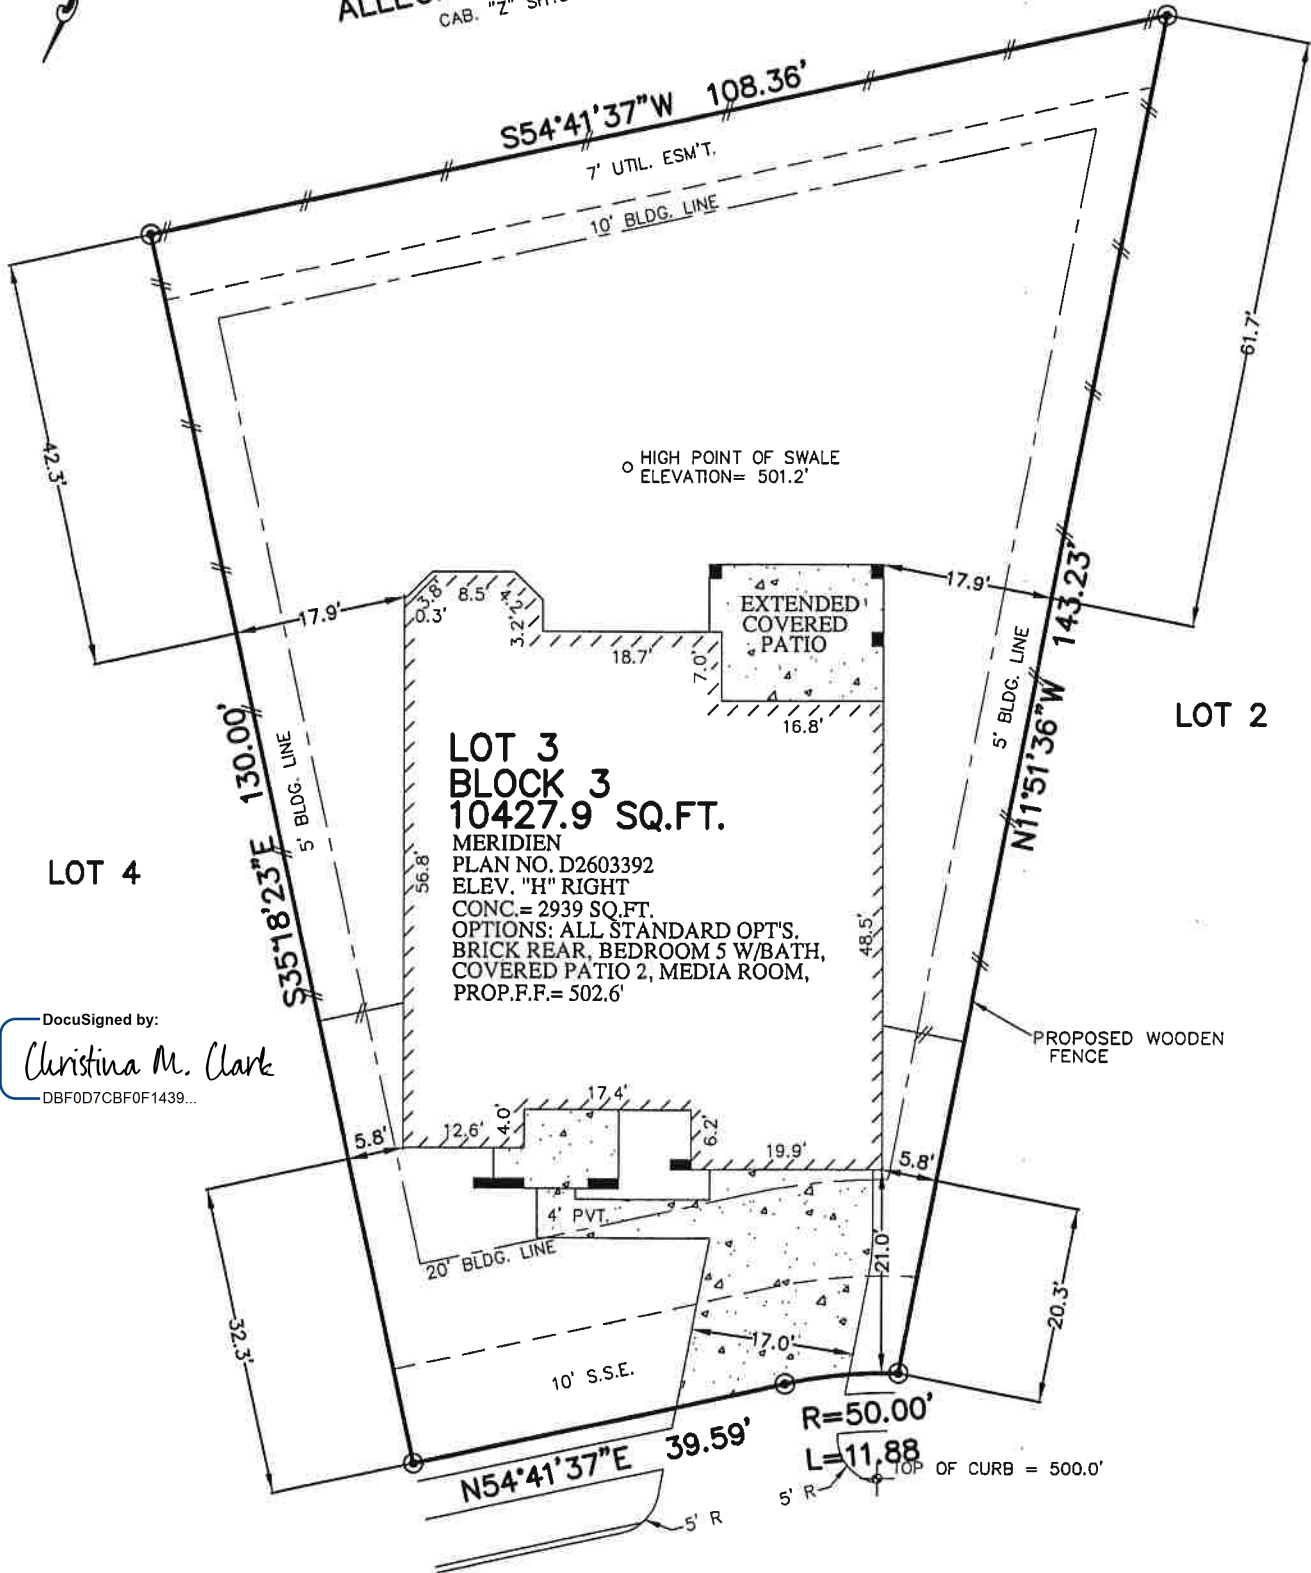 CAB. "Z"
S54°41'37"W 108.36'
7' UTIL. ESM'T.
10' BLDG. LINE
61.7'
42.3'
HIGH POINT OF SWALE
ELEVATION= 501.2'
17.9'
3.8'
8.5'
4.2'
0.3'
3.2'
18.7'
7.0'
EXTENDED
COVERED
PATIO
17.9'
N11°51'36"W 143.23'
5' BLDG. LINE
16.8'
LOT 2
S35°18'23"E 130.00'
5' BLDG. LINE
LOT 4
LOT 3
BLOCK 3
10427.9 SQ.FT.
MERIDIEN
PLAN NO. D2603392
ELEV. "H" RIGHT
CONC.= 2939 SQ.FT.
OPTIONS: ALL STANDARD OPT'S.
BRICK REAR, BEDROOM 5 W/BATH,
COVERED PATIO 2, MEDIA ROOM,
PROP.F.F.= 502.6'
56.8'
48.5'
DocuSigned by:
Christina M. Clark
DBF0D7CBF0F1439...
PROPOSED WOODEN
FENCE
17.4'
12.6'
4.0'
6.2'
19.9'
5.8'
5.8'
4' PVT.
20' BLDG. LINE
21.0'
20.3'
32.3'
17.0'
10' S.S.E.
N54°41'37"E 39.59'
R=50.00'
L=11.88
TOP OF CURB = 500.0'
5' R
5' R